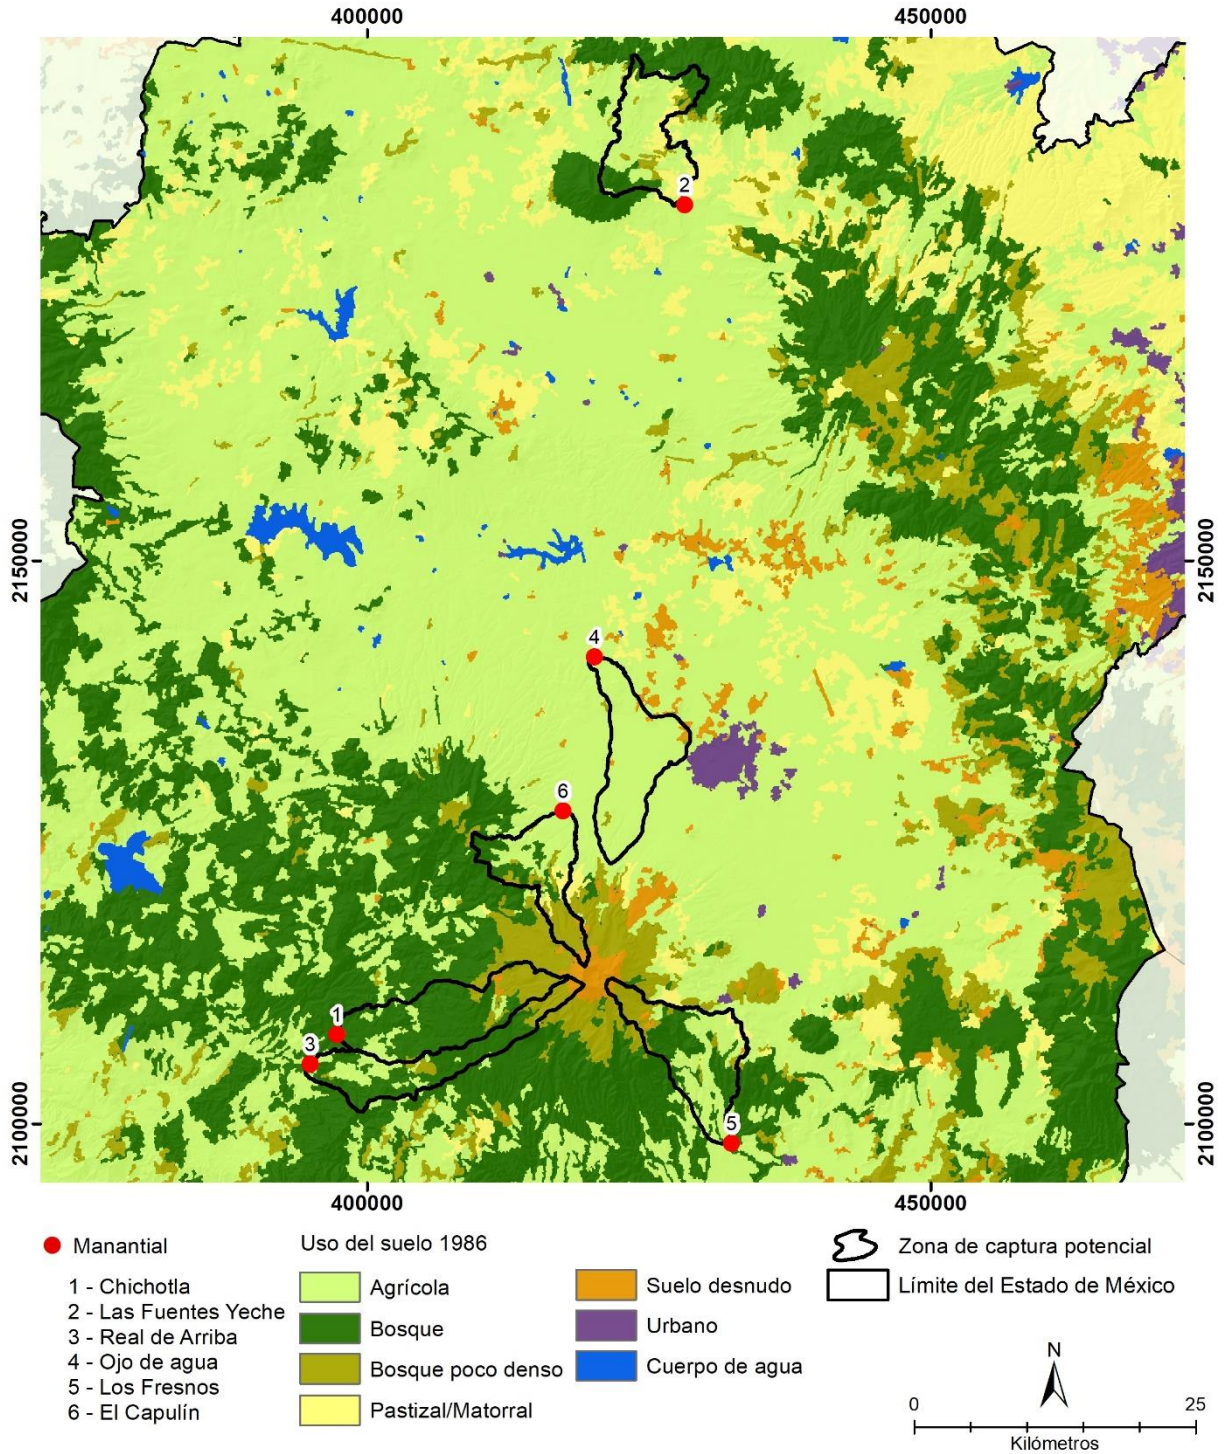 400000
450000
2
2150000
2150000
4
6
1
3
5
2100000
2100000
400000
450000
Manantial
1 - Chichotla
2 - Las Fuentes Yeche
3 - Real de Arriba
4 - Ojo de agua
5 - Los Fresnos
6 - El Capulín
Uso del suelo 1986
Agrícola
Bosque
Bosque poco denso
Pastizal/Matorral
Suelo desnudo
Urbano
Cuerpo de agua
Zona de captura potencial
Límite del Estado de México
N
0
25
Kilómetros